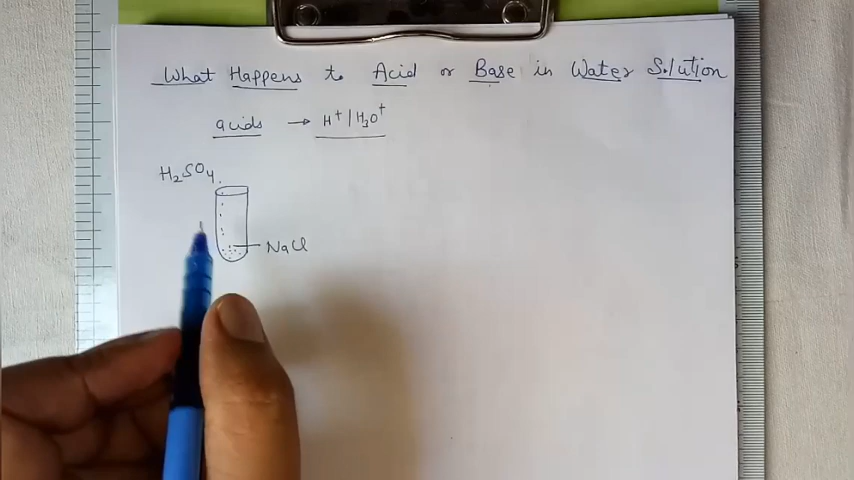 What Happens to Acid or Base in Water Solution
acids → H⁺/H₃O⁺
H₂SO₄
NaCl